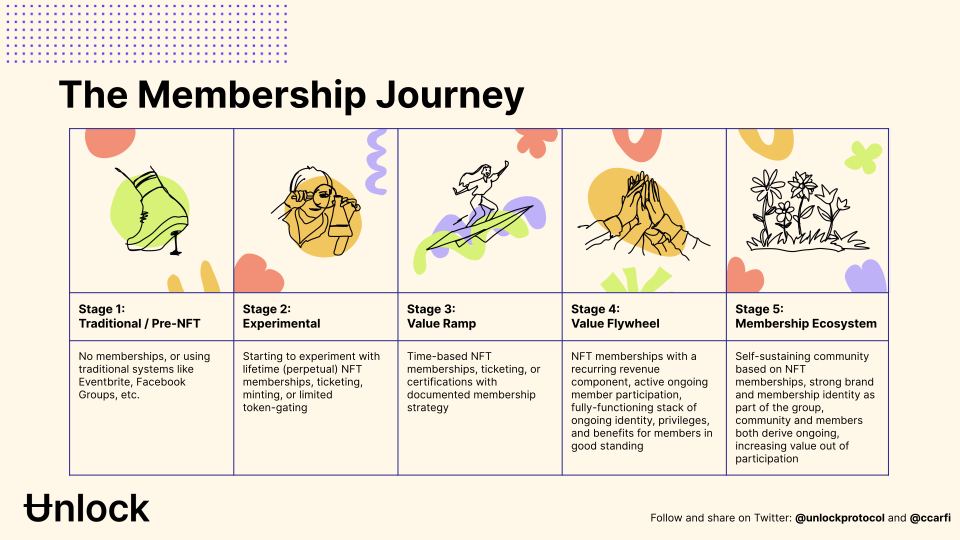 The Membership Journey
Stage 1:
Traditional / Pre-NFT
No memberships, or using
traditional systems like
Eventbrite, Facebook
Groups, etc.
Stage 2:
Experimental
Starting to experiment with
lifetime (perpetual) NFT
memberships, ticketing,
minting, or limited
token-gating
Stage 3:
Value Ramp
Time-based NFT
memberships, ticketing, or
certifications with
documented membership
strategy
Stage 4:
Value Flywheel
NFT memberships with a
recurring revenue
component, active ongoing
member participation,
fully-functioning stack of
ongoing identity, privileges,
and benefits for members in
good standing
Stage 5:
Membership Ecosystem
Self-sustaining community
based on NFT
memberships, strong brand
and membership identity as
part of the group,
community and members
both derive ongoing,
increasing value out of
participation
Unlock
Follow and share on Twitter: @unlockprotocol and @ccarfi